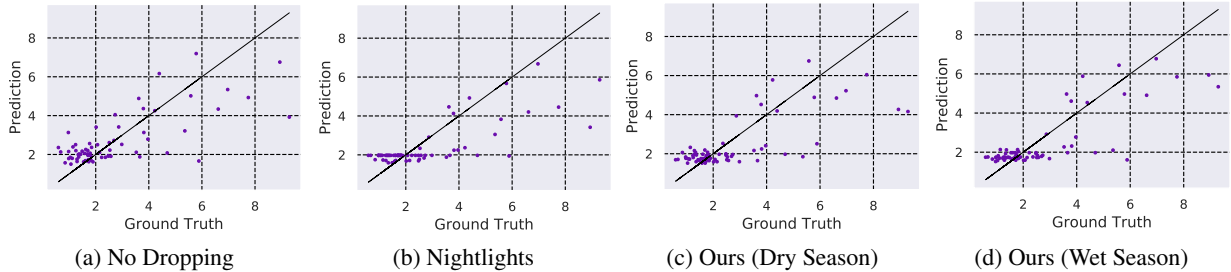 Prediction
8
6
4
2
2 4 6 8
Ground Truth
(a) No Dropping
Prediction
8
6
4
2
2 4 6 8
Ground Truth
(b) Nightlights
Prediction
8
6
4
2
2 4 6 8
Ground Truth
(c) Ours (Dry Season)
Prediction
8
6
4
2
2 4 6 8
Ground Truth
(d) Ours (Wet Season)